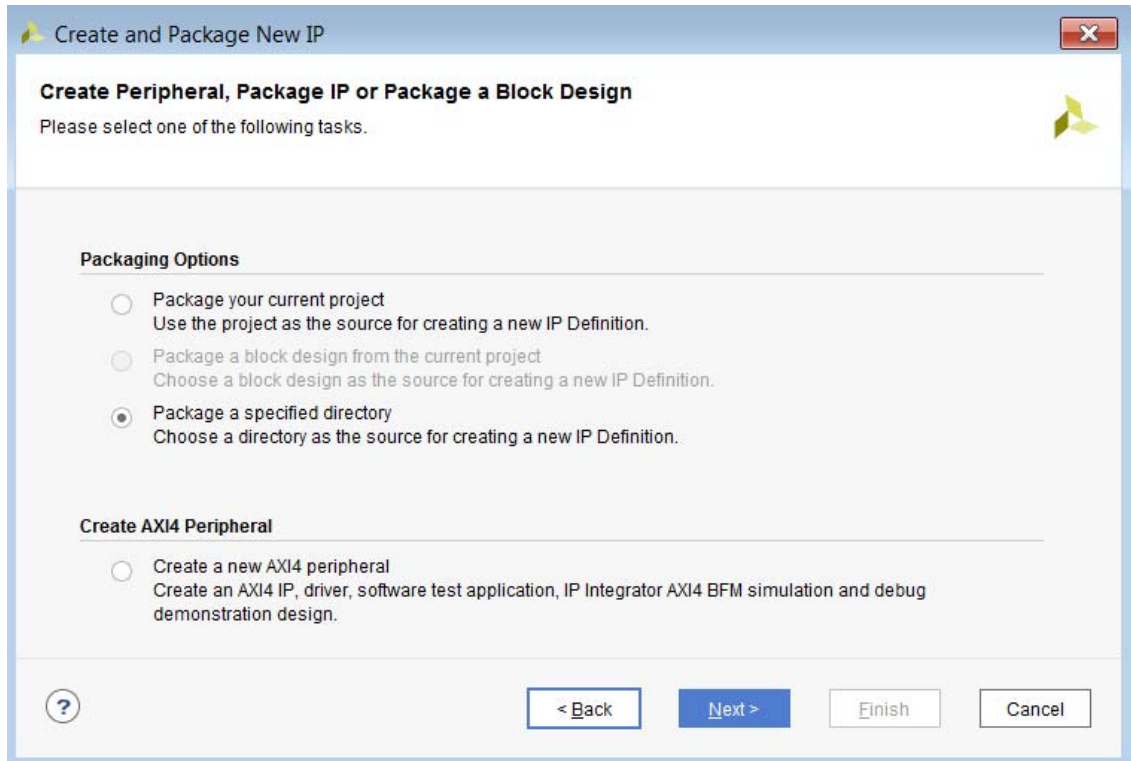 Create and Package New IP
Create Peripheral, Package IP or Package a Block Design
Please select one of the following tasks.
Packaging Options
Package your current project
Use the project as the source for creating a new IP Definition.
Package a block design from the current project
Choose a block design as the source for creating a new IP Definition.
Package a specified directory
Choose a directory as the source for creating a new IP Definition.
Create AXI4 Peripheral
Create a new AXI4 peripheral
Create an AXI4 IP, driver, software test application, IP Integrator AXI4 BFM simulation and debug
demonstration design.
? < Back Next > Finish Cancel